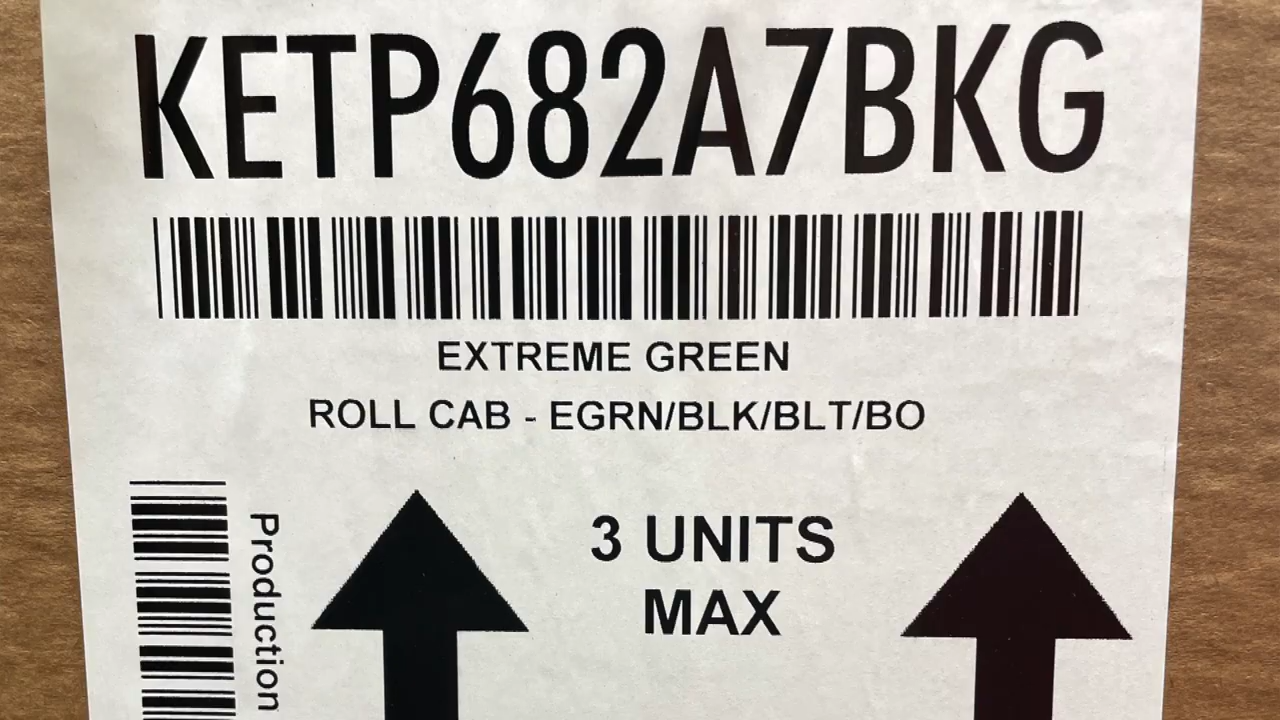 KETP682A7BKG
EXTREME GREEN
ROLL CAB - EGRN/BLK/BLT/BO
3 UNITS
MAX
Production